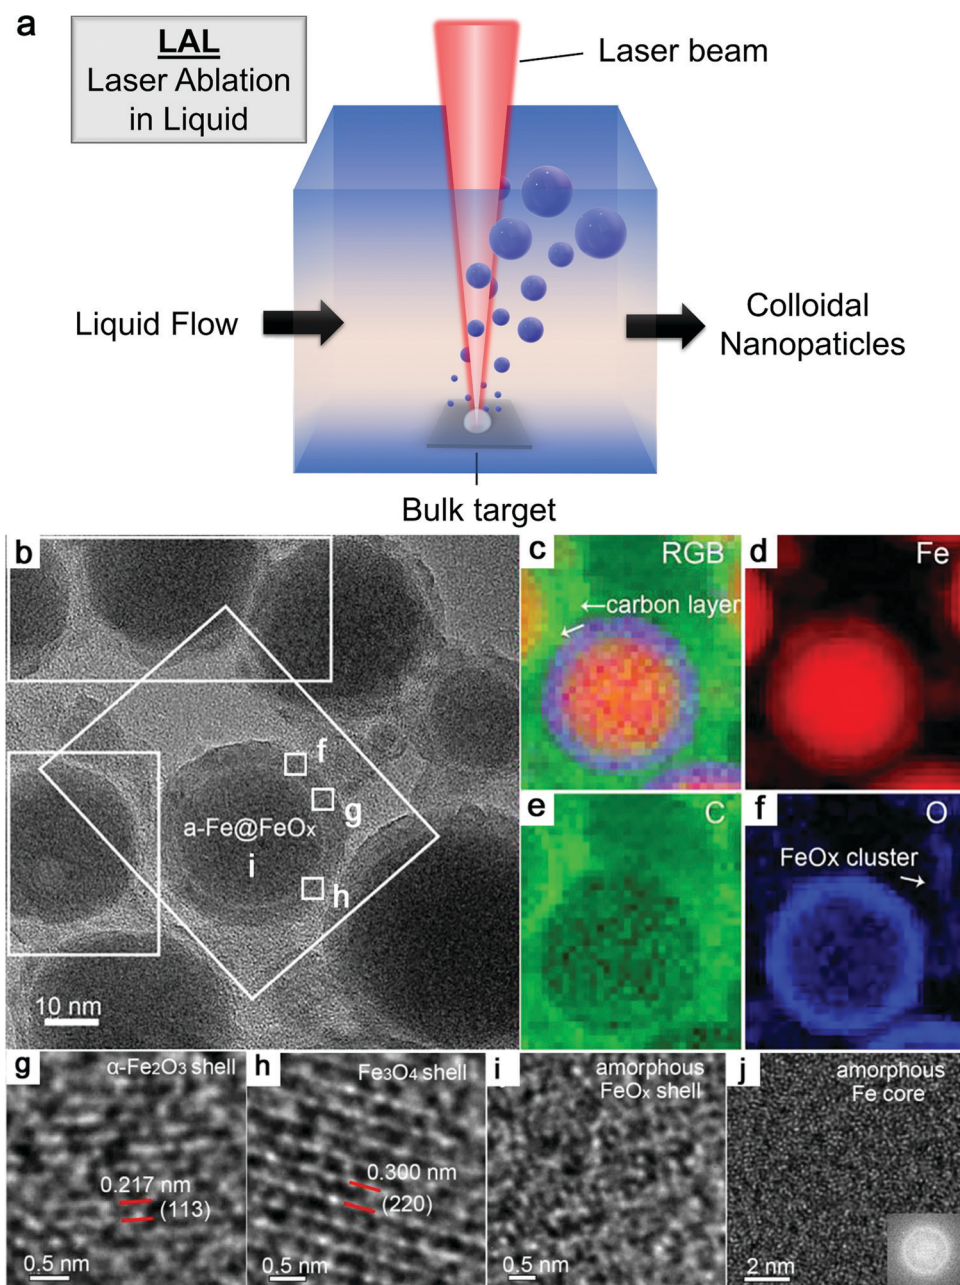 a
LAL
Laser Ablation
in Liquid
Laser beam
Liquid Flow
Colloidal
Nanopaticles
Bulk target
b
f
g
a-Fe@FeOx
i
h
10 nm
c
RGB
←carbon layer
d
Fe
e
C
f
O
FeOx cluster
g
α-Fe2O3 shell
0.217 nm
(113)
0.5 nm
h
Fe3O4 shell
0.300 nm
(220)
0.5 nm
i
amorphous
FeOx shell
0.5 nm
j
amorphous
Fe core
2 nm